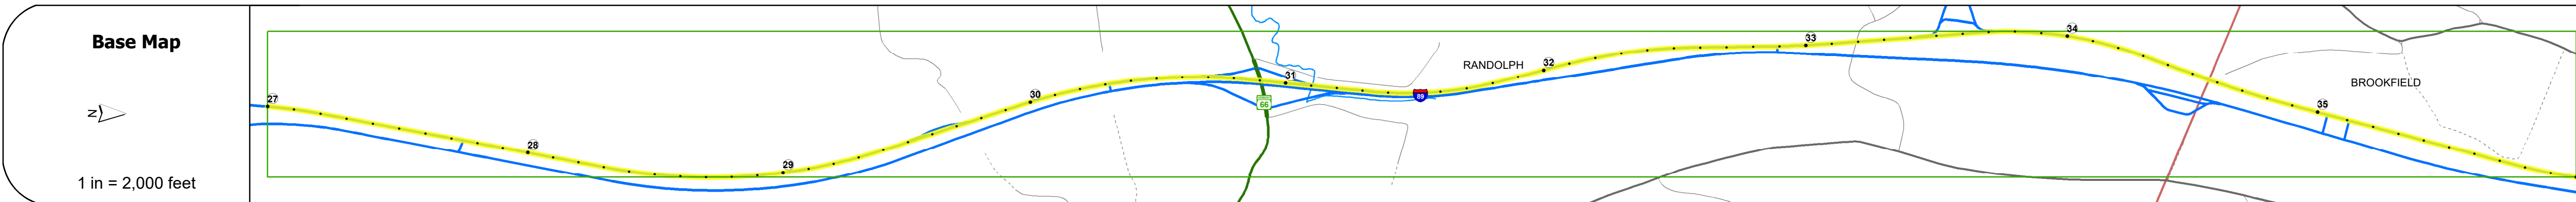 Base Map
N
1 in = 2,000 feet
27
28
29
30
66
31
89
RANDOLPH
32
33
34
BROOKFIELD
35